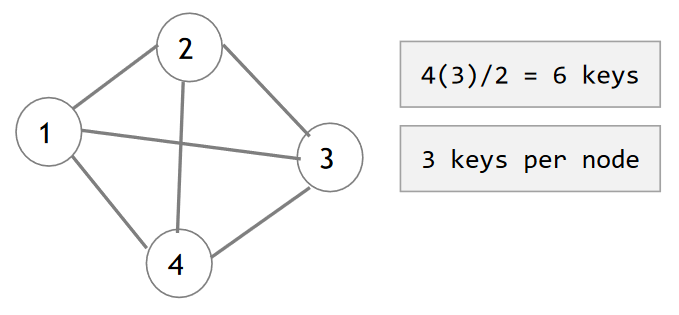 2
1
3
4
4(3)/2 = 6 keys
3 keys per node